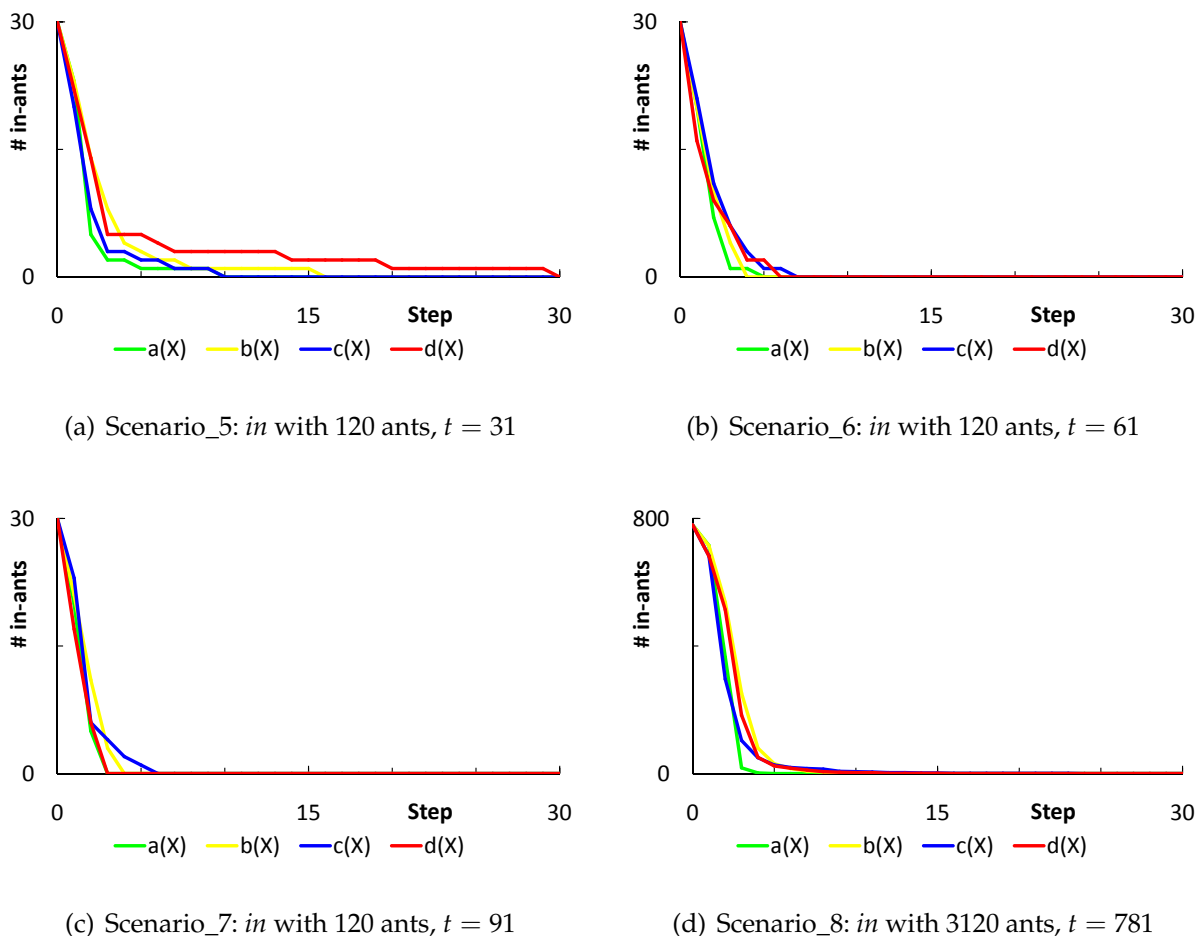 30
# in-ants
0
0 15 Step 30
a(X) b(X) c(X) d(X)
(a) Scenario_5: in with 120 ants, t = 31
30
# in-ants
0
0 15 Step 30
a(X) b(X) c(X) d(X)
(b) Scenario_6: in with 120 ants, t = 61
30
# in-ants
0
0 15 Step 30
a(X) b(X) c(X) d(X)
(c) Scenario_7: in with 120 ants, t = 91
800
# in-ants
0
0 15 Step 30
a(X) b(X) c(X) d(X)
(d) Scenario_8: in with 3120 ants, t = 781